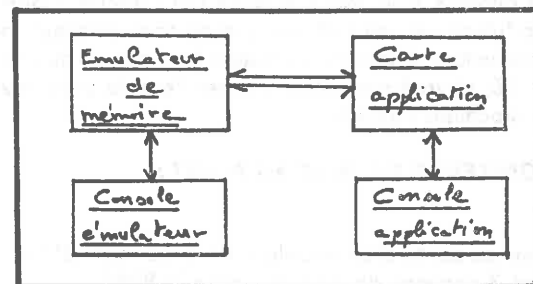 Emulateur
de
mémoire
Carte
application
Console
émulateur
Console
application